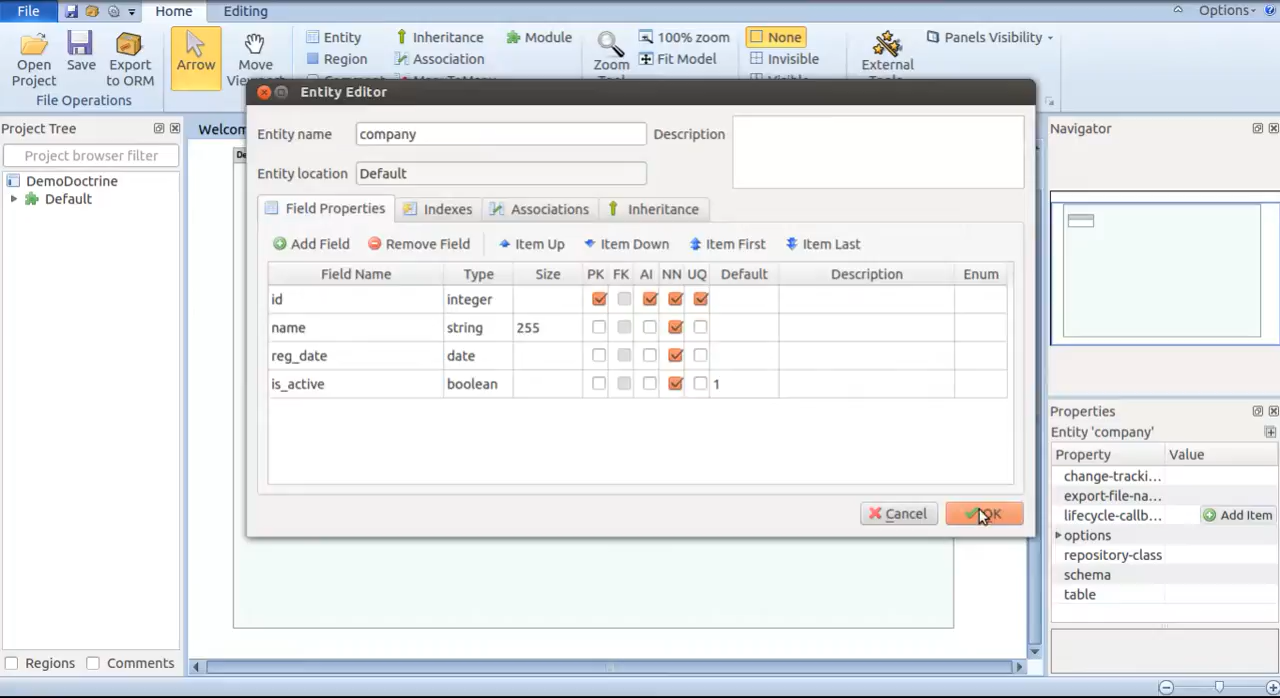 File Home Editing Options
Open Project
Save
Export to ORM
File Operations
Arrow
Move
Entity
Region
Inheritance
Association
Module
Zoom
100% zoom
Fit Model
None
Invisible
External
Panels Visibility
Project Tree
Project browser filter
DemoDoctrine
Default
Regions Comments
Entity Editor
Entity name company Description
Entity location Default
Field Properties Indexes Associations Inheritance
Add Field Remove Field Item Up Item Down Item First Item Last
Field Name Type Size PK FK AI NN UQ Default Description Enum
id integer
name string 255
reg_date date
is_active boolean 1
Cancel OK
Navigator
Properties
Entity 'company'
Property Value
change-tracki...
export-file-na...
lifecycle-callb... Add Item
options
repository-class
schema
table